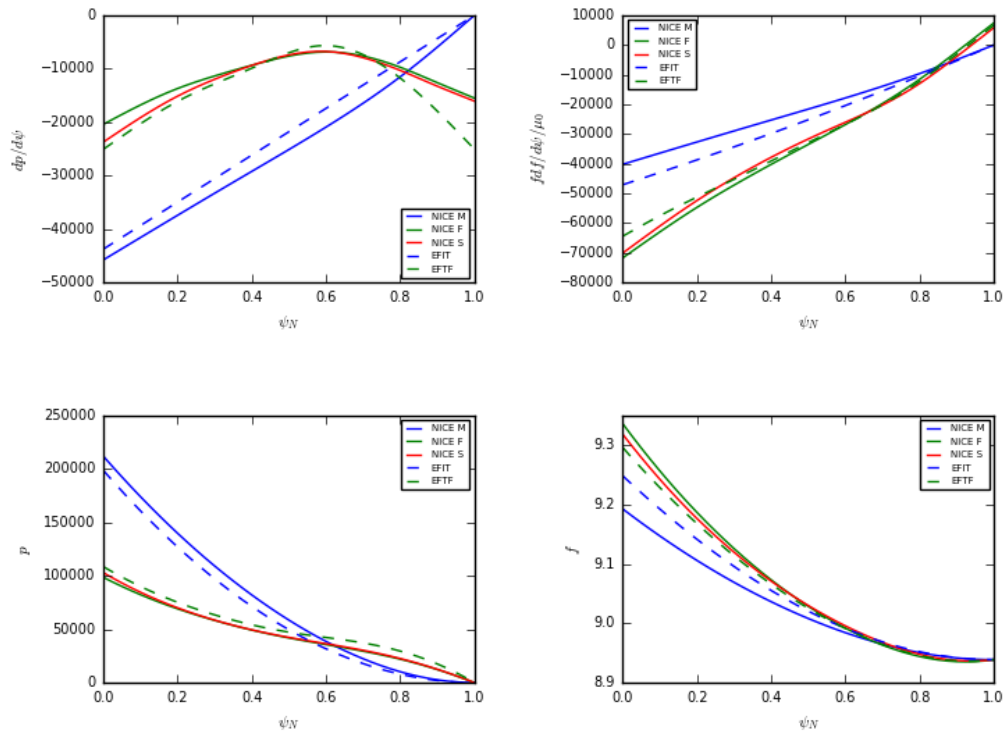 0
−10000
−20000
−30000
−40000
−50000
dp/dψ
0.0 0.2 0.4 0.6 0.8 1.0
ψ_N
NICE M
NICE F
NICE S
EFIT
EFTF
10000
0
−10000
−20000
−30000
−40000
−50000
−60000
−70000
−80000
fdf/dψ/μ0
0.0 0.2 0.4 0.6 0.8 1.0
ψ_N
NICE M
NICE F
NICE S
EFIT
EFTF
250000
200000
150000
100000
50000
0
p
0.0 0.2 0.4 0.6 0.8 1.0
ψ_N
NICE M
NICE F
NICE S
EFIT
EFTF
9.3
9.2
9.1
9.0
8.9
f
0.0 0.2 0.4 0.6 0.8 1.0
ψ_N
NICE M
NICE F
NICE S
EFIT
EFTF